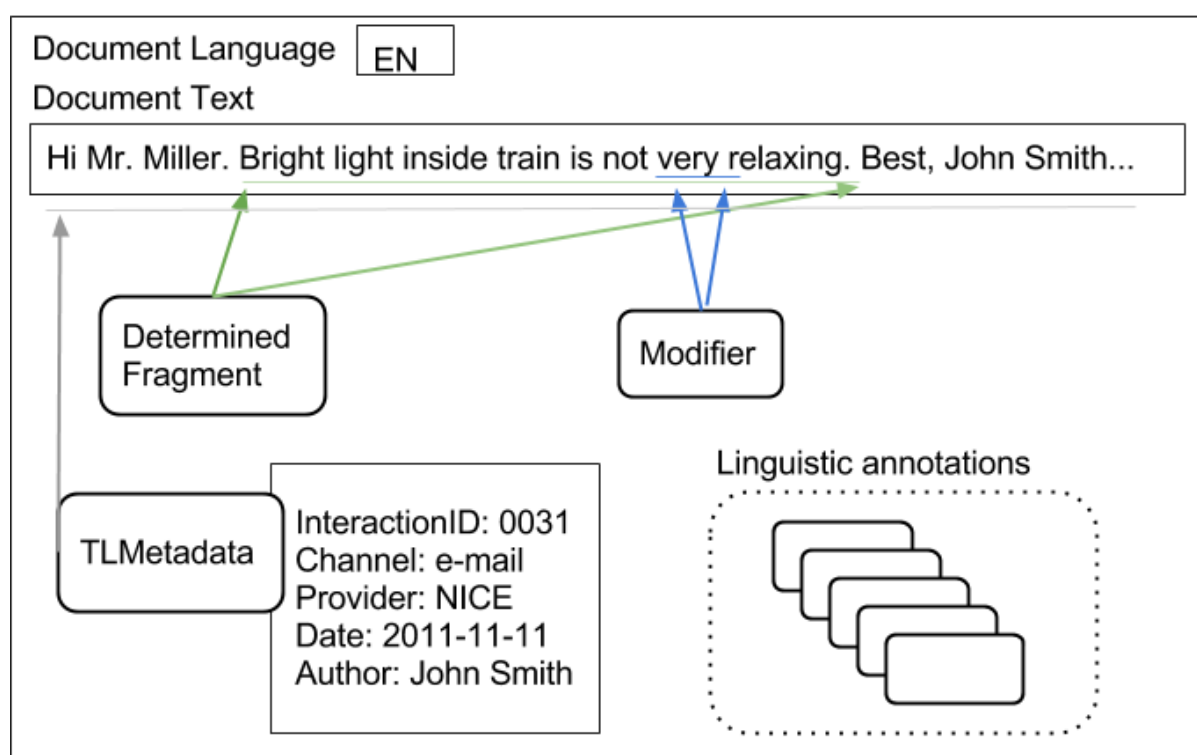 Document Language EN
Document Text
Hi Mr. Miller. Bright light inside train is not very relaxing. Best, John Smith...
Determined
Fragment
Modifier
Linguistic annotations
TLMetadata
InteractionID: 0031
Channel: e-mail
Provider: NICE
Date: 2011-11-11
Author: John Smith